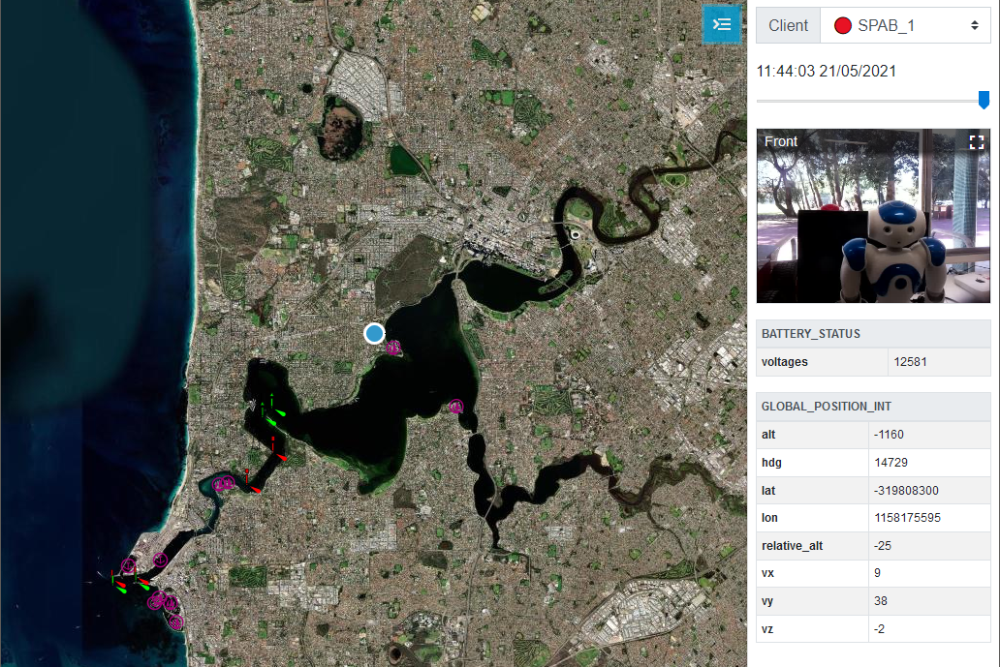 Client SPAB_1
11:44:03 21/05/2021
Front
BATTERY_STATUS
voltages 12581
GLOBAL_POSITION_INT
alt -1160
hdg 14729
lat -319808300
lon 1158175595
relative_alt -25
vx 9
vy 38
vz -2